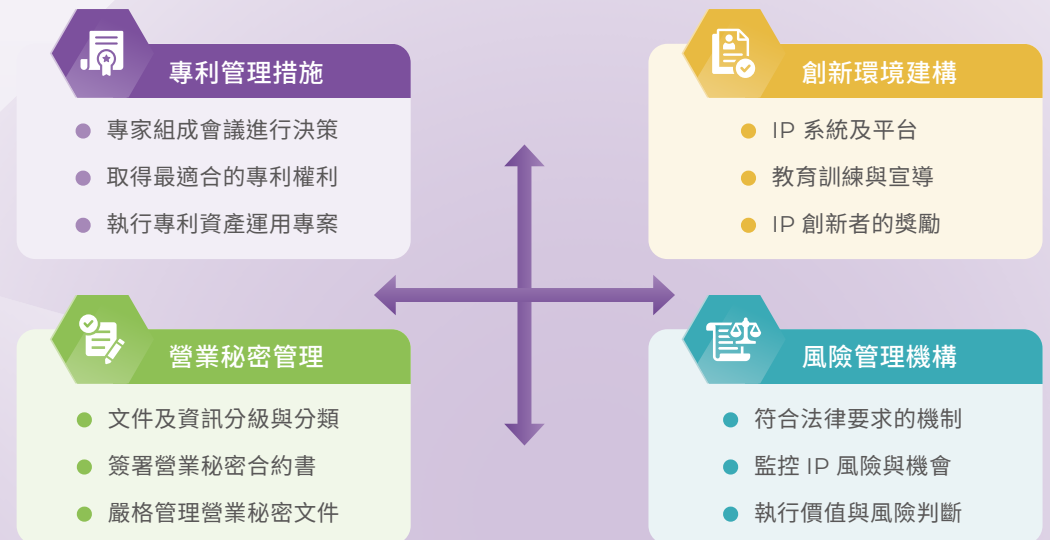 專利管理措施
專家組成會議進行決策
取得最適合的專利權利
執行專利資產運用專案
創新環境建構
IP 系統及平台
教育訓練與宣導
IP 創新者的獎勵
營業秘密管理
文件及資訊分級與分類
簽署營業秘密合約書
嚴格管理營業秘密文件
風險管理機構
符合法律要求的機制
監控 IP 風險與機會
執行價值與風險判斷